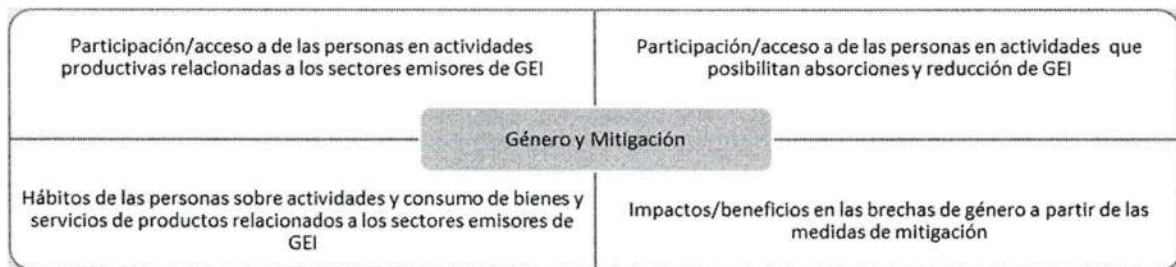 Participación/acceso a de las personas en actividades
productivas relacionadas a los sectores emisores de GEI
Participación/acceso a de las personas en actividades que
posibilitan absorciones y reducción de GEI
Género y Mitigación
Hábitos de las personas sobre actividades y consumo de bienes y
servicios de productos relacionados a los sectores emisores de
GEI
Impactos/beneficios en las brechas de género a partir de las
medidas de mitigación